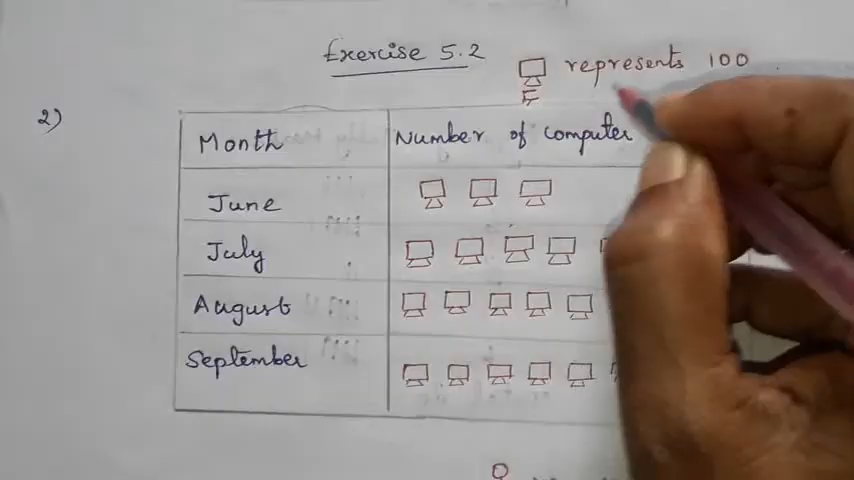 Exercise 5.2
represents 100
2)
Month
Number of computer
June
July
August
September